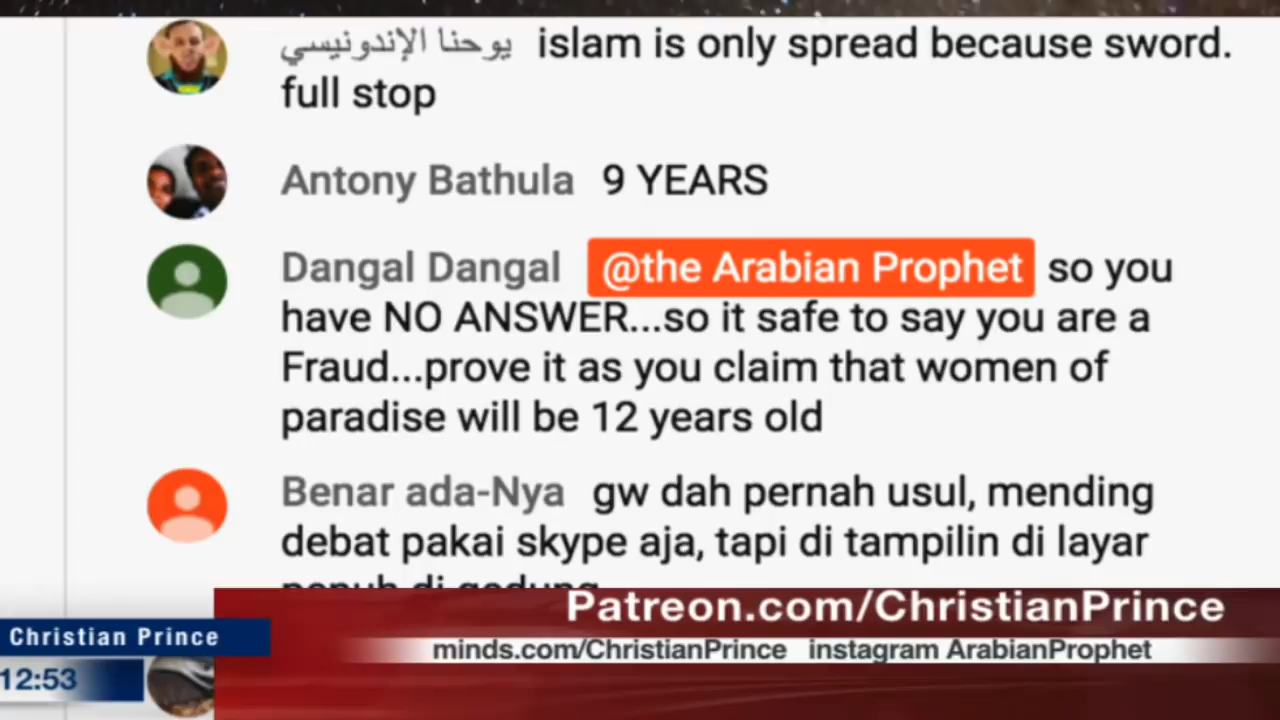 يوحنا الإندونيسي islam is only spread because sword.
full stop
Antony Bathula 9 YEARS
Dangal Dangal @the Arabian Prophet so you
have NO ANSWER...so it safe to say you are a
Fraud...prove it as you claim that women of
paradise will be 12 years old
Benar ada-Nya gw dah pernah usul, mending
debat pakai skype aja, tapi di tampilin di layar
Patreon.com/ChristianPrince
Christian Prince
minds.com/ChristianPrince instagram ArabianProphet
12:53